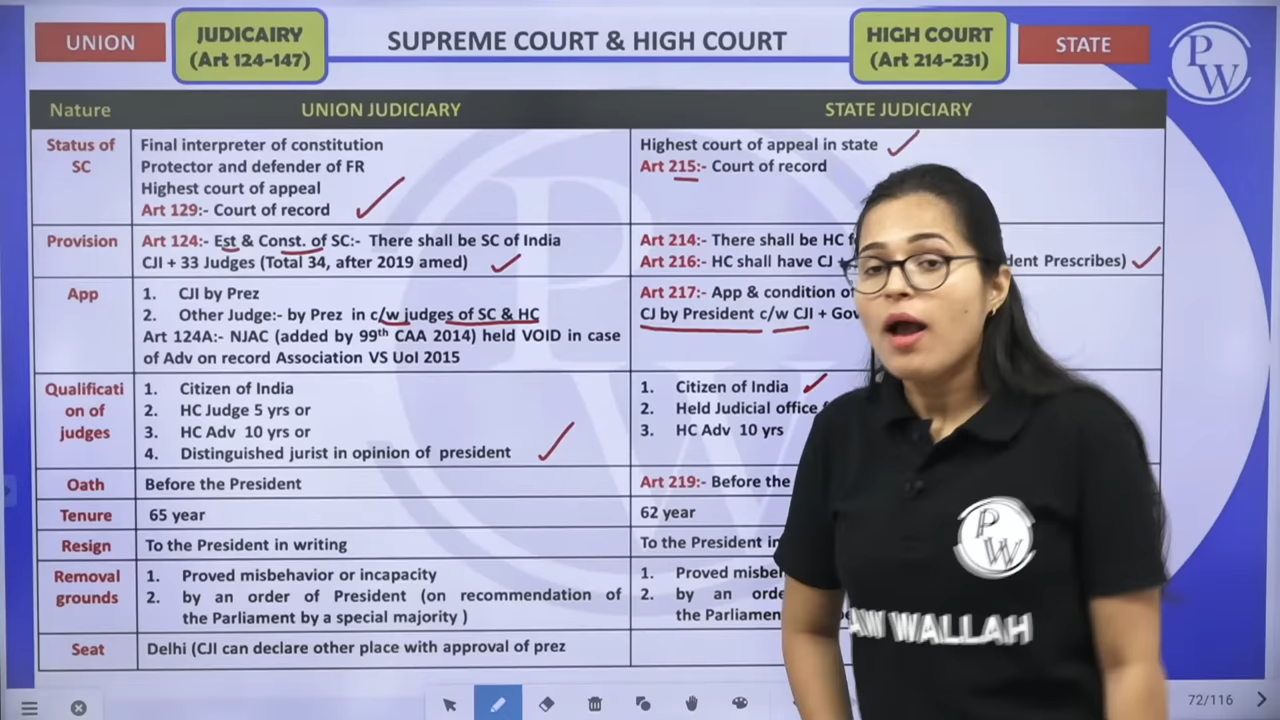 UNION
JUDICAIRY
(Art 124-147)
SUPREME COURT & HIGH COURT
HIGH COURT
(Art 214-231)
STATE
PW
Nature
UNION JUDICIARY
STATE JUDICIARY
Status of
SC
Final interpreter of constitution
Protector and defender of FR
Highest court of appeal
Art 129:- Court of record
Highest court of appeal in state
Art 215:- Court of record
Provision
Art 124:- Est & Const. of SC:- There shall be SC of India
CJI + 33 Judges (Total 34, after 2019 amed)
Art 214:- There shall be HC
Art 216:- HC shall have CJ + dent Prescribes)
App
1. CJI by Prez
2. Other Judge:- by Prez in c/w judges of SC & HC
Art 124A:- NJAC (added by 99th CAA 2014) held VOID in case
of Adv on record Association VS UoI 2015
Art 217:- App & condition of
CJ by President c/w CJI + Gov
Qualificati
on of
judges
1. Citizen of India
2. HC Judge 5 yrs or
3. HC Adv 10 yrs or
4. Distinguished jurist in opinion of president
1. Citizen of India
2. Held Judicial office
3. HC Adv 10 yrs
Oath
Before the President
Art 219:- Before the
Tenure
65 year
62 year
Resign
To the President in writing
To the President in
Removal
grounds
1. Proved misbehavior or incapacity
2. by an order of President (on recommendation of
the Parliament by a special majority )
1. Proved misbe
2. by an orde
the Parliamen
Seat
Delhi (CJI can declare other place with approval of prez
PW
AW WALLAH
72/116